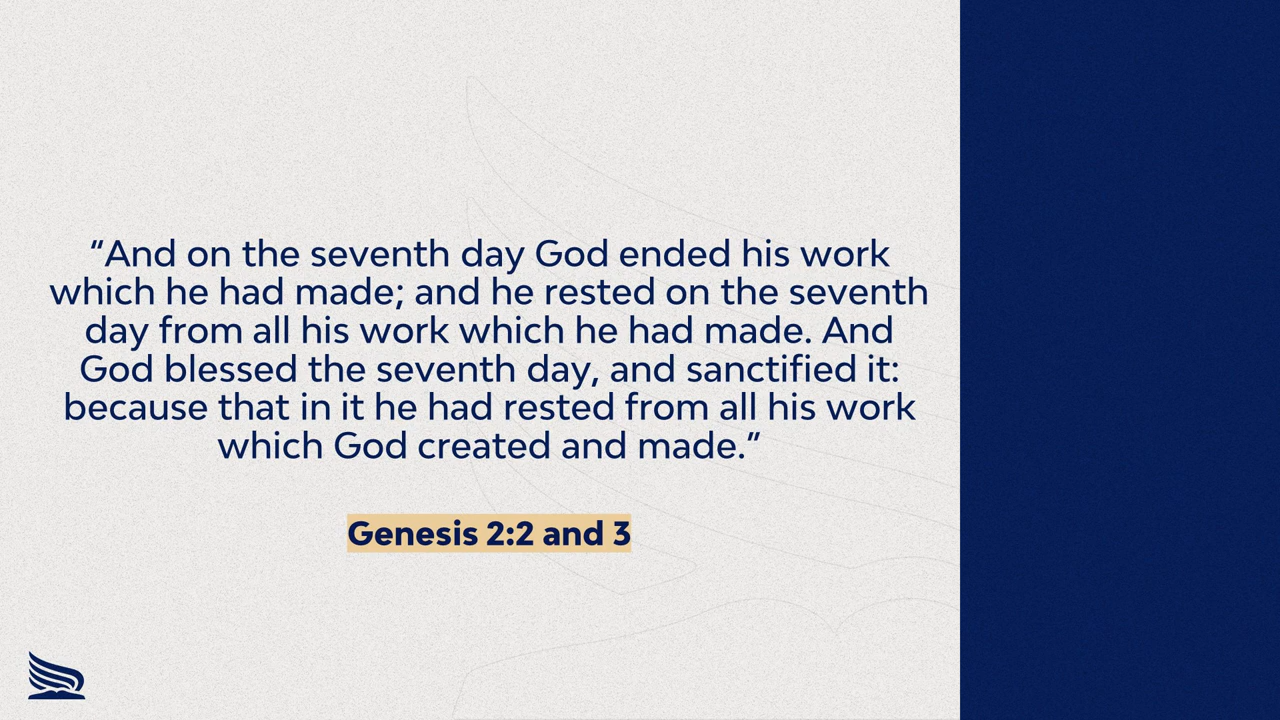 “And on the seventh day God ended his work
which he had made; and he rested on the seventh
day from all his work which he had made. And
God blessed the seventh day, and sanctified it:
because that in it he had rested from all his work
which God created and made.”
Genesis 2:2 and 3